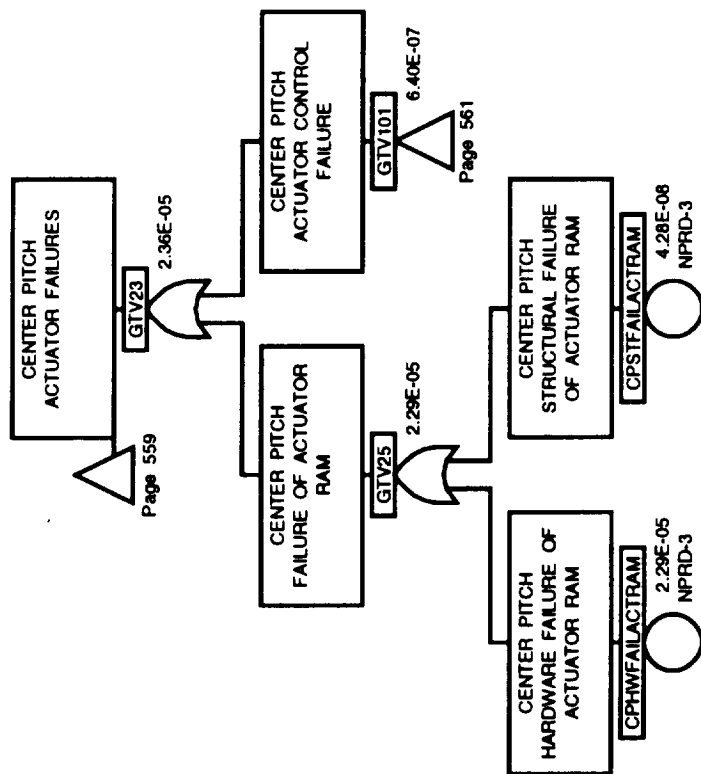 CENTER PITCH
ACTUATOR FAILURES
GTV23
2.36E-05
Page 559
CENTER PITCH
FAILURE OF ACTUATOR
RAM
GTV25
2.29E-05
CENTER PITCH
ACTUATOR CONTROL
FAILURE
GTV101
6.40E-07
Page 561
CENTER PITCH
HARDWARE FAILURE OF
ACTUATOR RAM
CPHWFAILACTRAM
2.29E-05
NPRD-3
CENTER PITCH
STRUCTURAL FAILURE
OF ACTUATOR RAM
CPSTFAILACTRAM
4.28E-08
NPRD-3